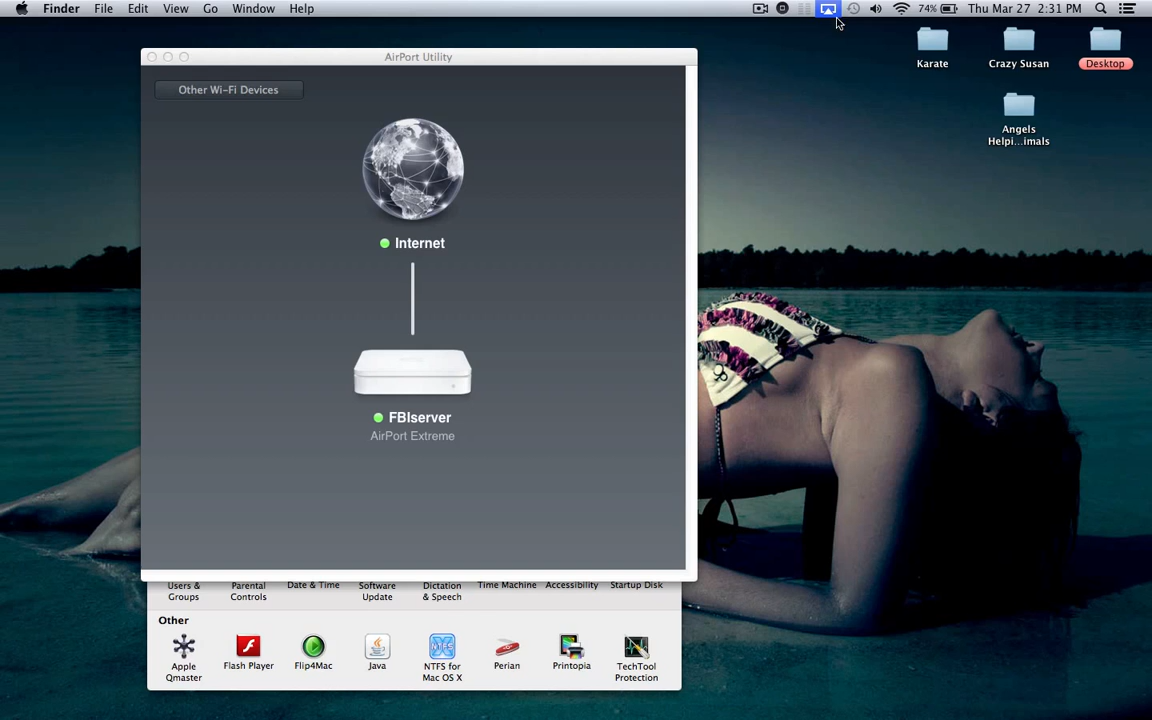 Finder File Edit View Go Window Help 74% Thu Mar 27 2:31 PM
AirPort Utility
Other Wi-Fi Devices
Internet
FBIserver
AirPort Extreme
Karate
Crazy Susan
Desktop
Angels
Helpi...imals
Users &
Groups
Parental
Controls
Date & Time
Software
Update
Dictation
& Speech
Time Machine
Accessibility
Startup Disk
Other
Apple
Qmaster
Flash Player
Flip4Mac
Java
NTFS for
Mac OS X
Perian
Printopia
TechTool
Protection